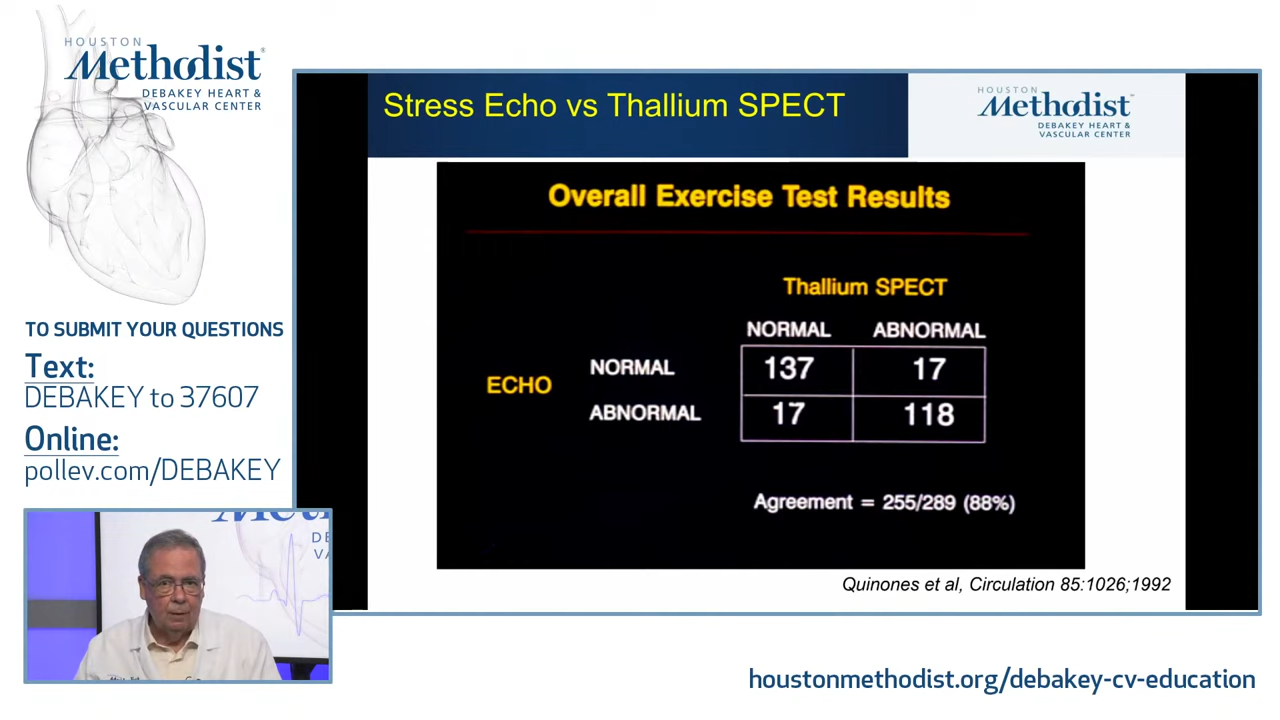 HOUSTON
Methodist®
DEBAKEY HEART &
VASCULAR CENTER
TO SUBMIT YOUR QUESTIONS
Text:
DEBAKEY to 37607
Online:
pollev.com/DEBAKEY
Stress Echo vs Thallium SPECT
HOUSTON
Methodist™
DEBAKEY HEART &
VASCULAR CENTER
Overall Exercise Test Results
Thallium SPECT
NORMAL ABNORMAL
ECHO
NORMAL 137 17
ABNORMAL 17 118
Agreement = 255/289 (88%)
Quinones et al, Circulation 85:1026;1992
houstonmethodist.org/debakey-cv-education